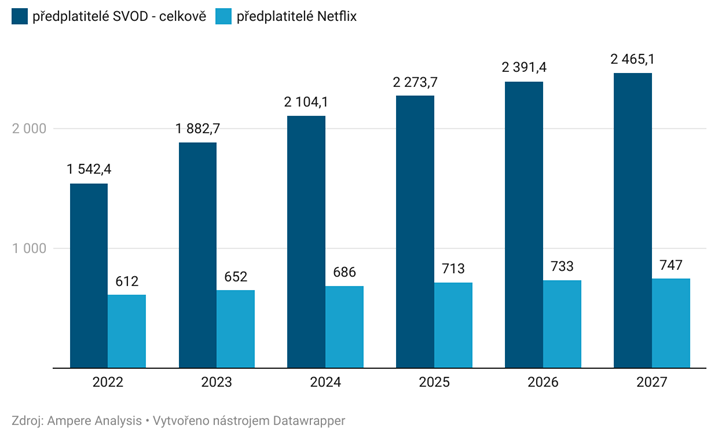 předplatitelé SVOD - celkově předplatitelé Netflix
2 465,1
2 391,4
2 273,7
2 104,1
2 000
1 882,7
1 542,4
1 000
612 652 686 713 733 747
2022 2023 2024 2025 2026 2027
Zdroj: Ampere Analysis • Vytvořeno nástrojem Datawrapper